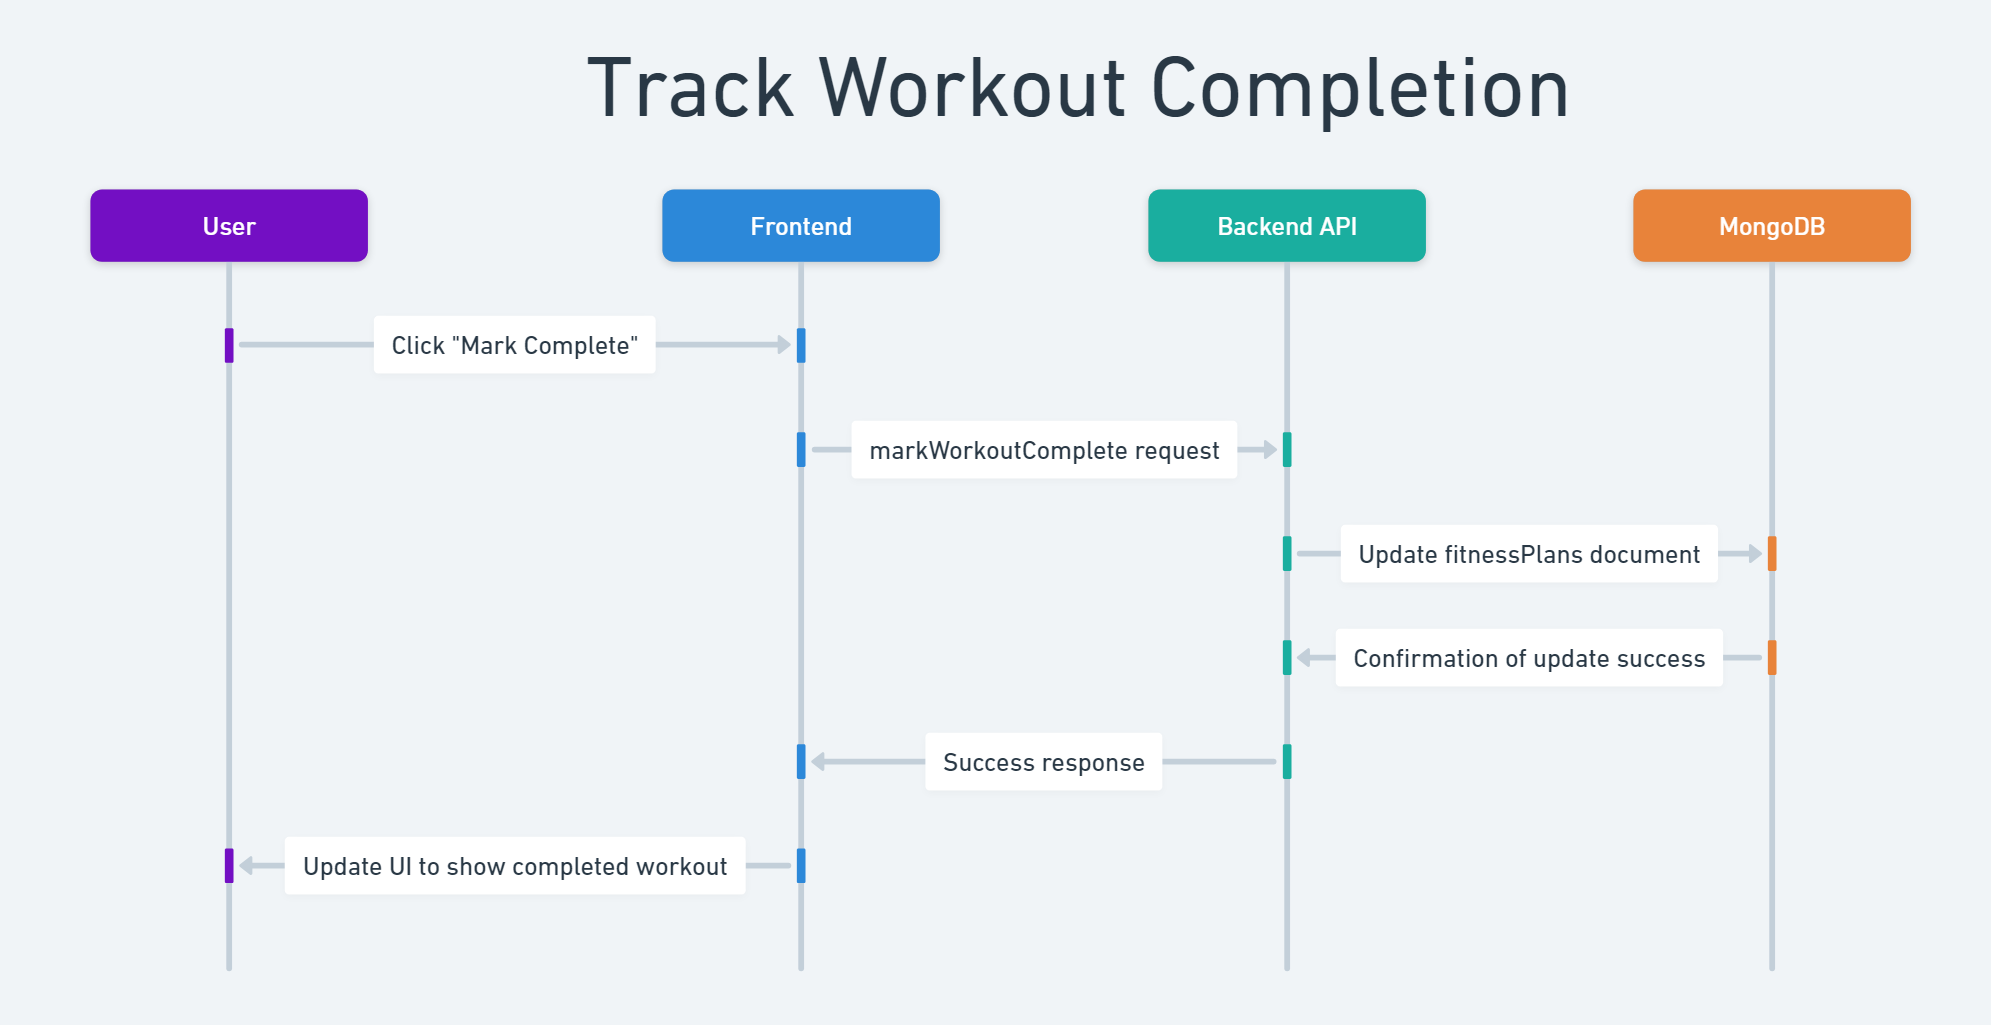 Track Workout Completion
User
Frontend
Backend API
MongoDB
Click "Mark Complete"
markWorkoutComplete request
Update fitnessPlans document
Confirmation of update success
Success response
Update UI to show completed workout